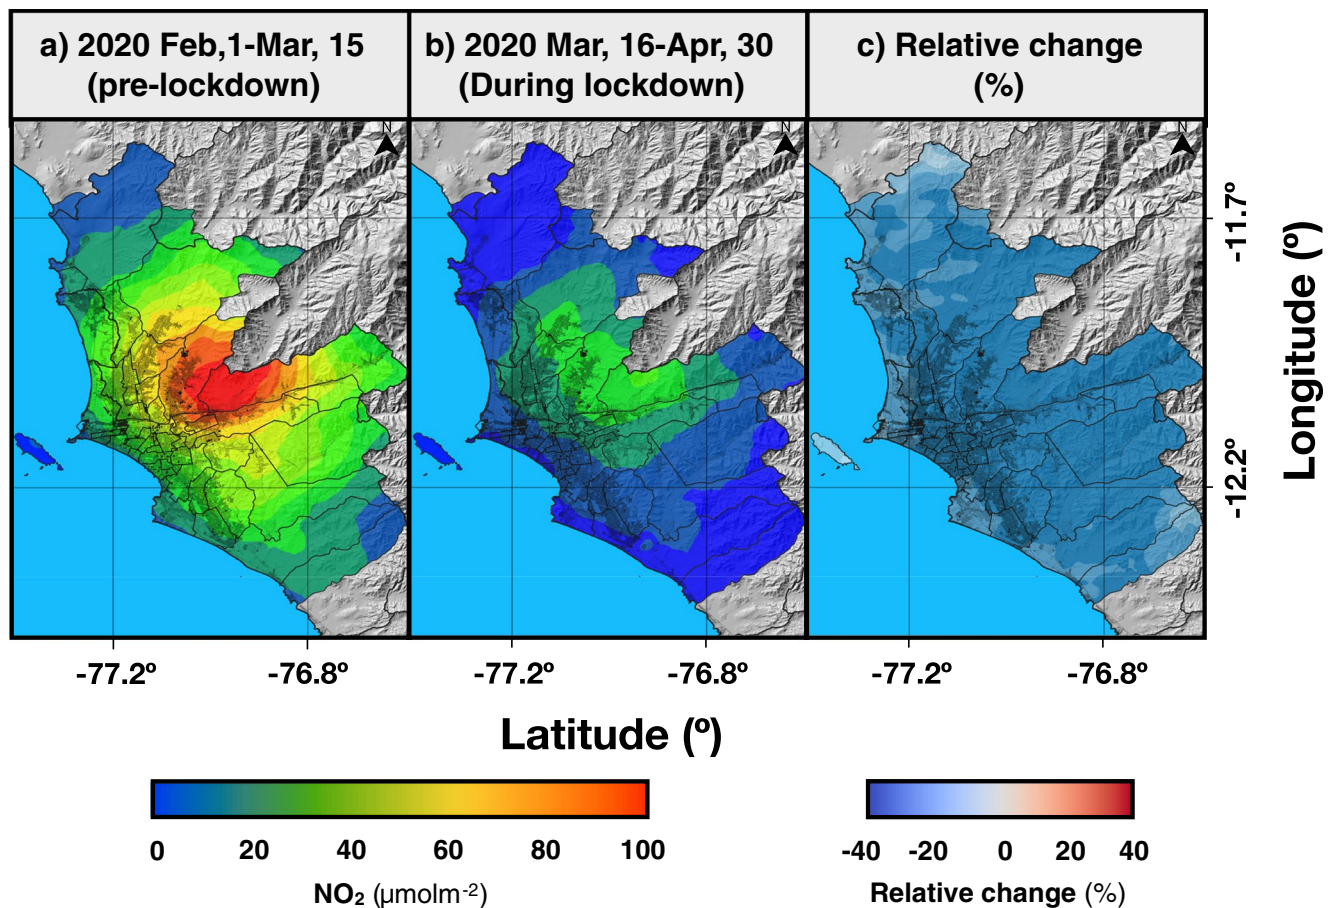 a) 2020 Feb,1-Mar, 15
(pre-lockdown)
b) 2020 Mar, 16-Apr, 30
(During lockdown)
c) Relative change
(%)
N
N
N
-11.7º
-12.2º
Longitude (º)
-77.2º
-76.8º
-77.2º
-76.8º
-77.2º
-76.8º
Latitude (º)
0 20 40 60 80 100
NO₂ (µmolm⁻²)
-40 -20 0 20 40
Relative change (%)